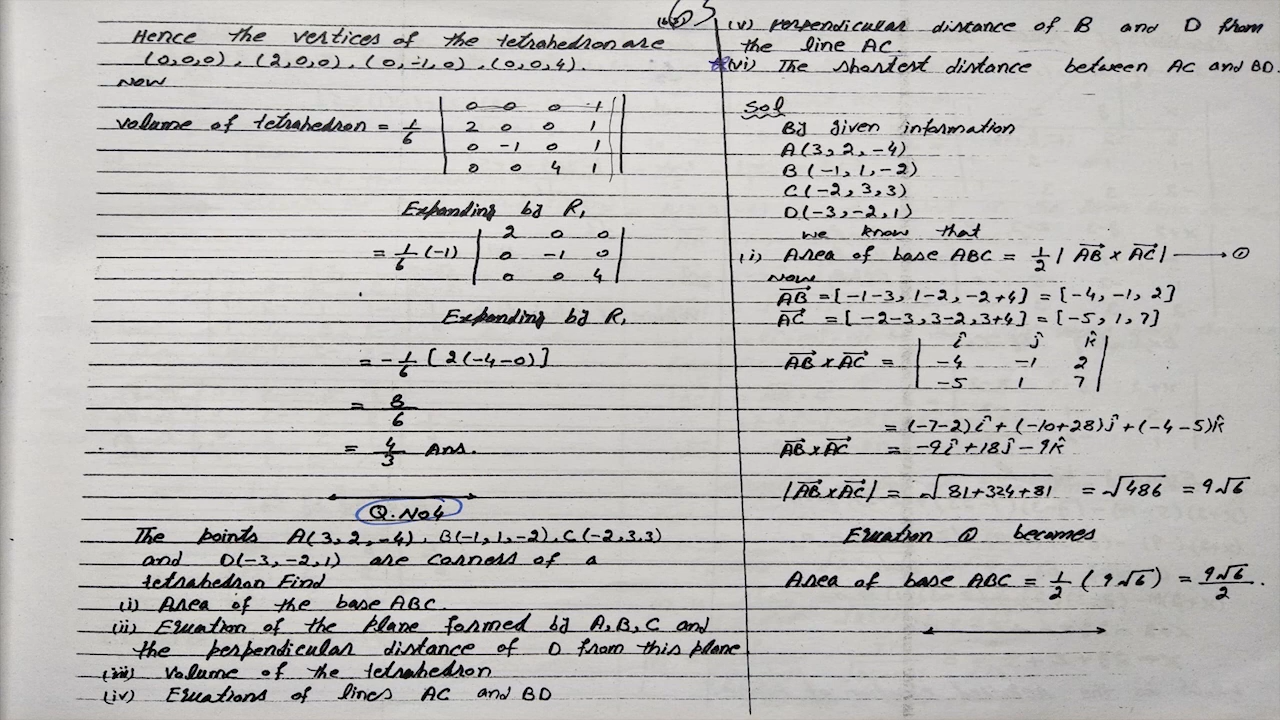 Hence the vertices of the tetrahedron are
(0,0,0), (2,0,0), (0,-1,0), (0,0,4).
Now
Volume of tetrahedron = 1/6 | 0 0 0 1 |
| 2 0 0 1 |
| 0 -1 0 1 |
| 0 0 4 1 |
Expanding by R,
= 1/6 (-1) | 2 0 0 |
| 0 -1 0 |
| 0 0 4 |
Expanding by R,
= -1/6 [2(-4-0)]
= 8/6
= 4/3 Ans.
Q.No4
The points A(3,2,-4), B(-1,1,-2), C(-2,3,3)
and D(-3,-2,1) are corners of a
tetrahedron Find
(i) Area of the base ABC.
(ii) Equation of the plane formed by A,B,C and
the perpendicular distance of D from this plane
(iii) Volume of the tetrahedron
(iv) Equations of lines AC and BD
(v) Perpendicular distance of B and D from
the line AC.
(vi) The shortest distance between AC and BD.
Sol
By given information
A(3,2,-4)
B(-1,1,-2)
C(-2,3,3)
D(-3,-2,1)
we know that
(i) Area of base ABC = 1/2 | AB × AC | → ①
Now
AB = [-1-3, 1-2, -2+4] = [-4, -1, 2]
AC = [-2-3, 3-2, 3+4] = [-5, 1, 7]
AB × AC = | î ĵ k̂ |
| -4 -1 2 |
| -5 1 7 |
= (-7-2)î + (-10+28)ĵ + (-4-5)k̂
AB × AC = -9î + 18ĵ - 9k̂
|AB × AC| = √81+324+81 = √486 = 9√6
Equation ① becomes
Area of base ABC = 1/2 (9√6) = 9√6/2.